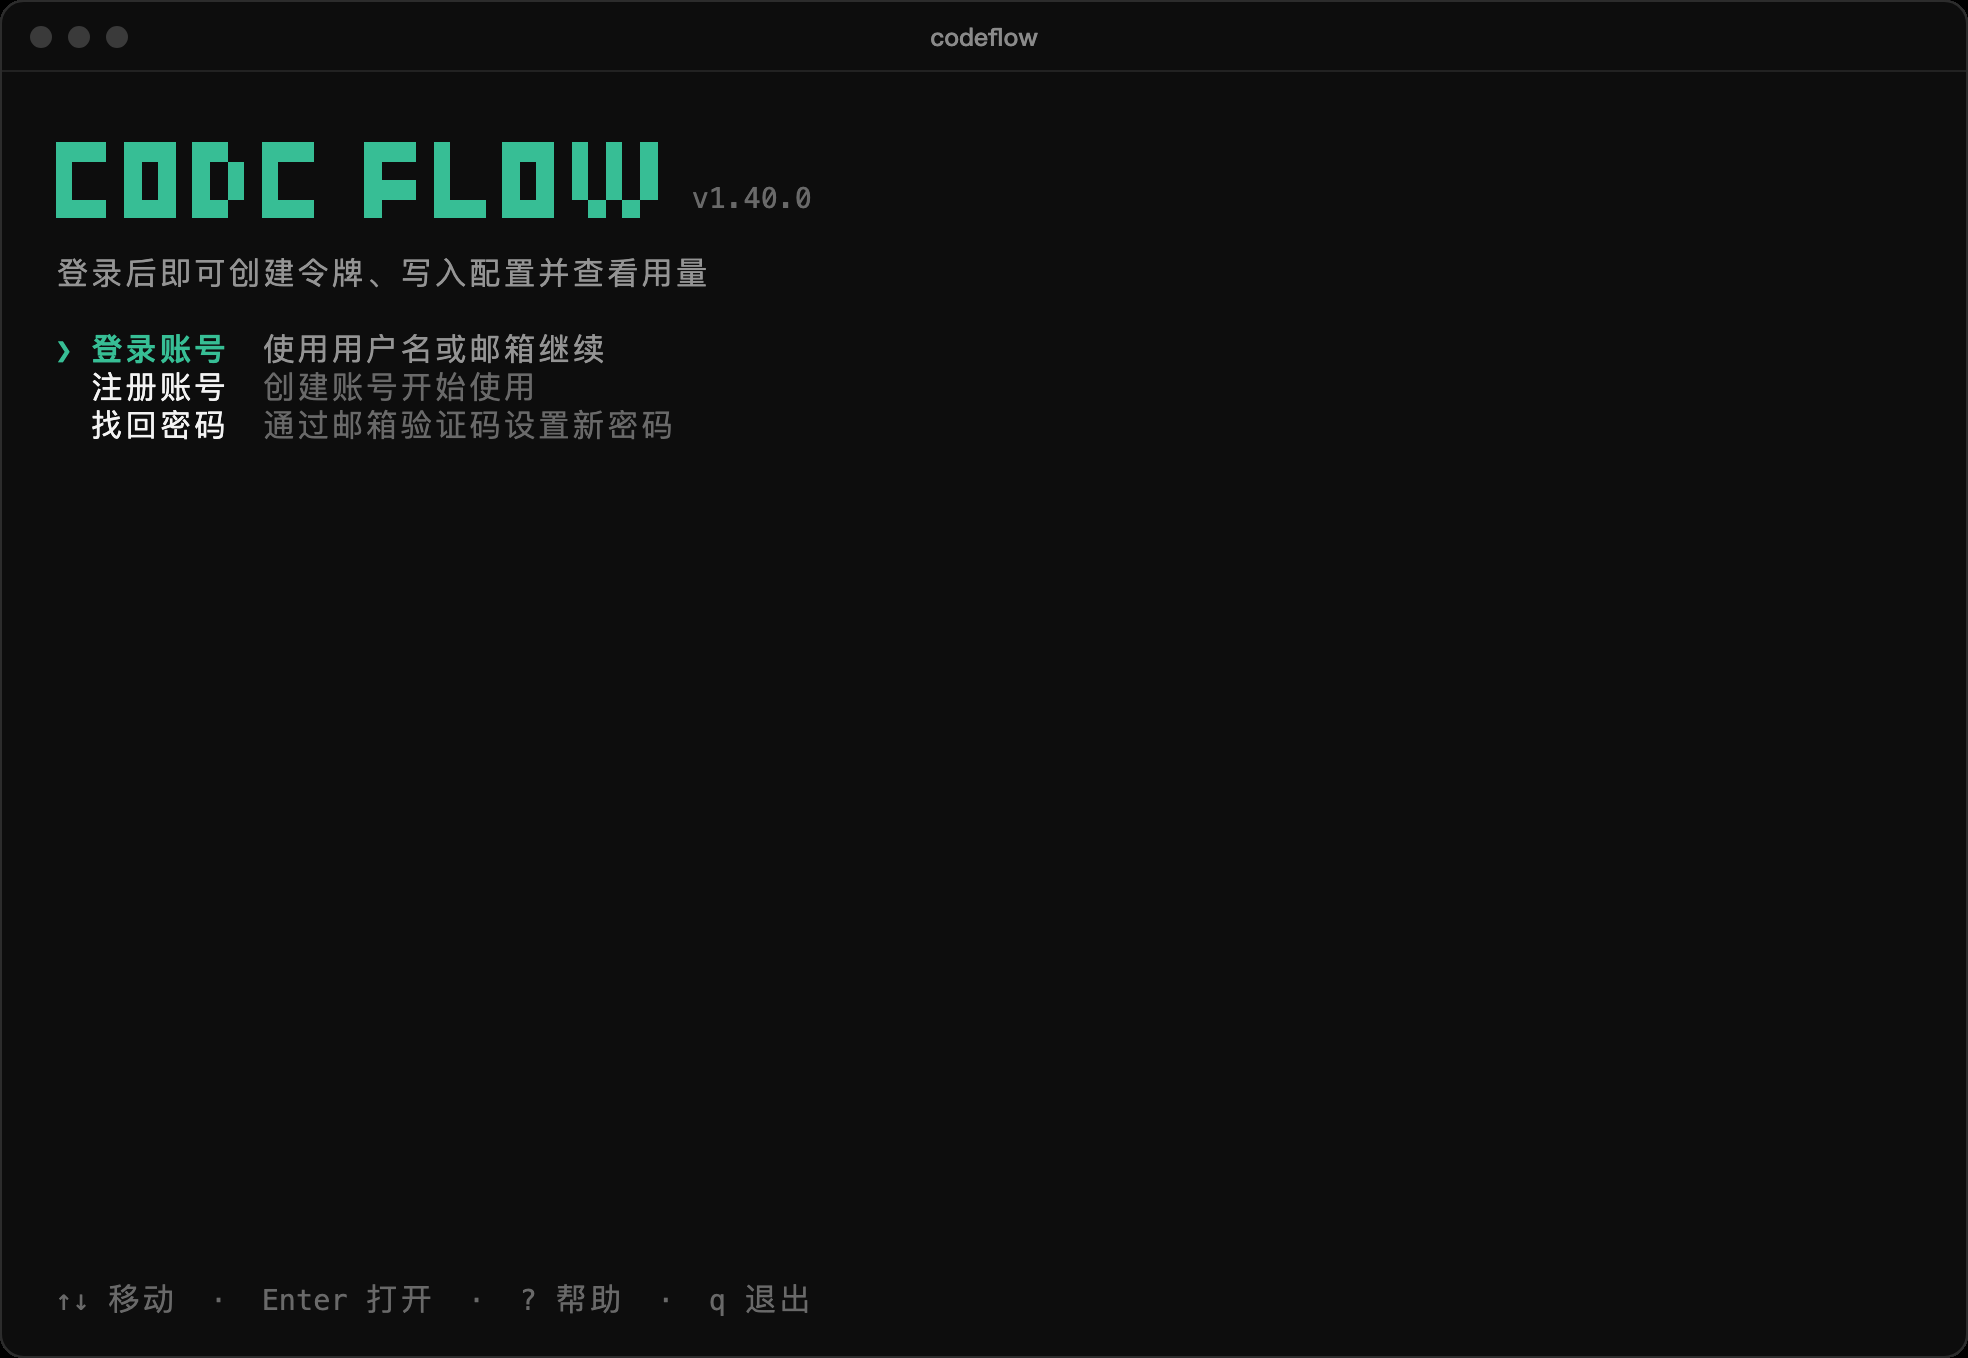 codeflow
CODC FLOW v1.40.0
登录后即可创建令牌、写入配置并查看用量
❯ 登录账号 使用用户名或邮箱继续
注册账号 创建账号开始使用
找回密码 通过邮箱验证码设置新密码
↑↓ 移动 · Enter 打开 · ? 帮助 · q 退出